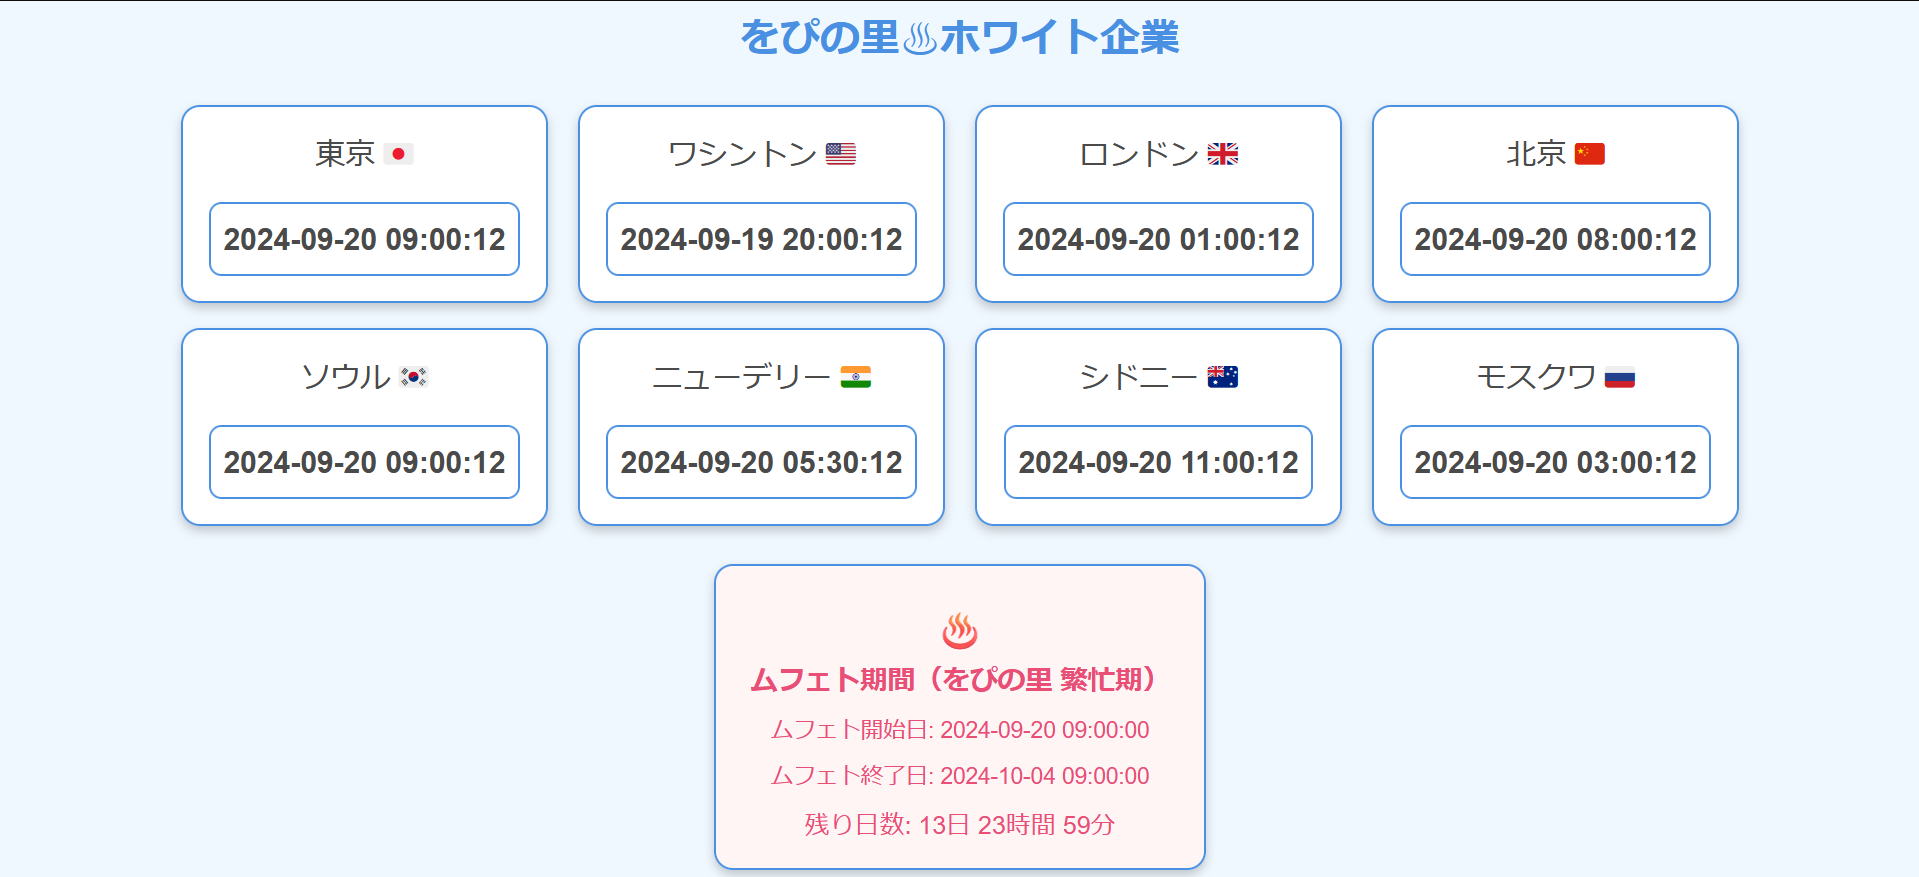 をぴの里♨ホワイト企業
東京 🇯🇵
2024-09-20 09:00:12
ワシントン 🇺🇸
2024-09-19 20:00:12
ロンドン 🇬🇧
2024-09-20 01:00:12
北京 🇨🇳
2024-09-20 08:00:12
ソウル 🇰🇷
2024-09-20 09:00:12
ニューデリー 🇮🇳
2024-09-20 05:30:12
シドニー 🇦🇺
2024-09-20 11:00:12
モスクワ 🇷🇺
2024-09-20 03:00:12
♨
ムフェト期間（をぴの里 繁忙期）
ムフェト開始日: 2024-09-20 09:00:00
ムフェト終了日: 2024-10-04 09:00:00
残り日数: 13日 23時間 59分